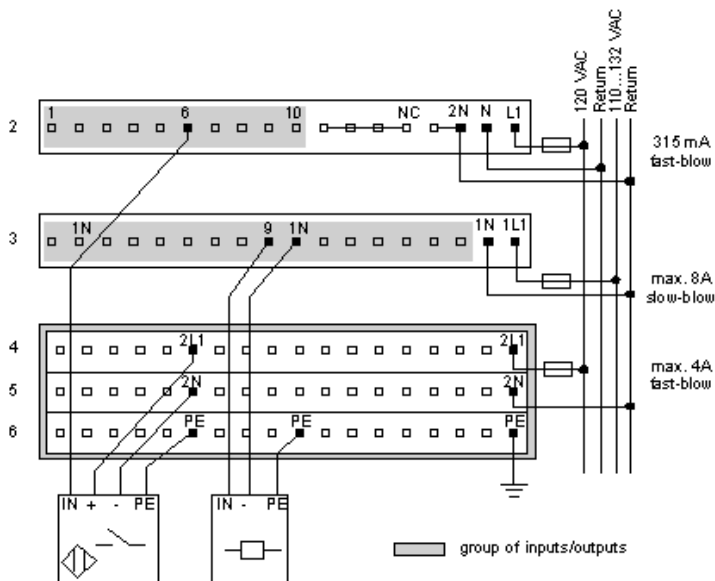 120 VAC
Return
110...132 VAC
Return
1 6 10 NC 2N N L1
2
315 mA
fast-blow
1N 9 1N 1N 1L1
3
max. 8A
slow-blow
4 2L1 2L1
max. 4A
fast-blow
5 2N 2N
6 PE PE PE
IN + - PE
IN - PE
group of inputs/outputs